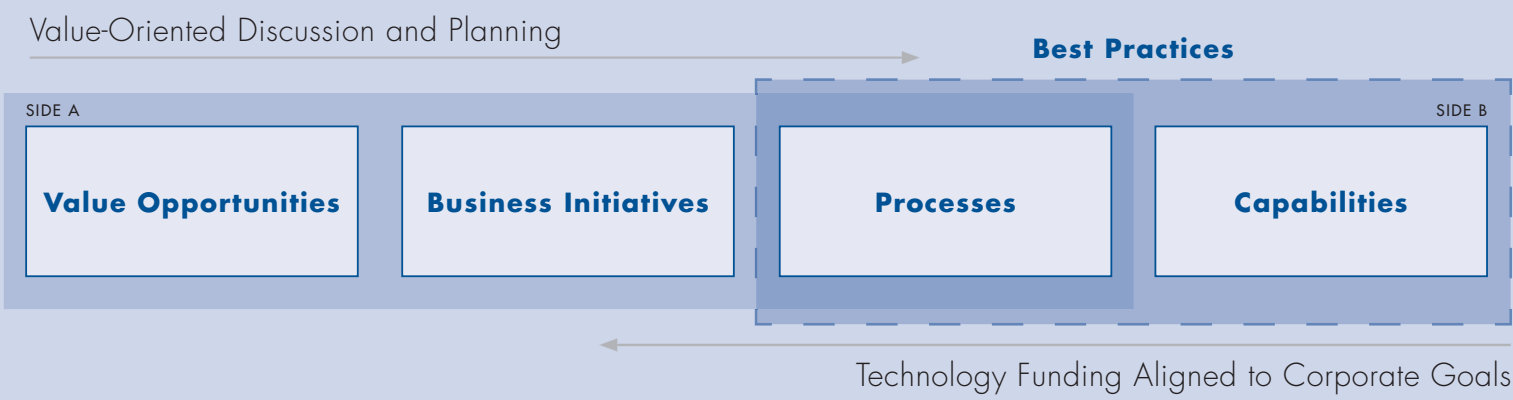 Value-Oriented Discussion and Planning
Best Practices
SIDE A
SIDE B
Value Opportunities
Business Initiatives
Processes
Capabilities
Technology Funding Aligned to Corporate Goals